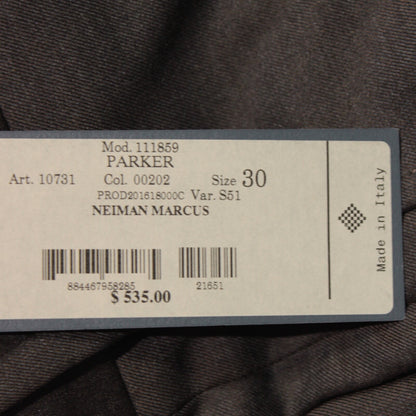 Mod. 111859
PARKER
Art. 10731 Col. 00202 Size 30
PROD201618000C Var. S51
NEIMAN MARCUS
884467958285 21651
$ 535.00
Made in Italy